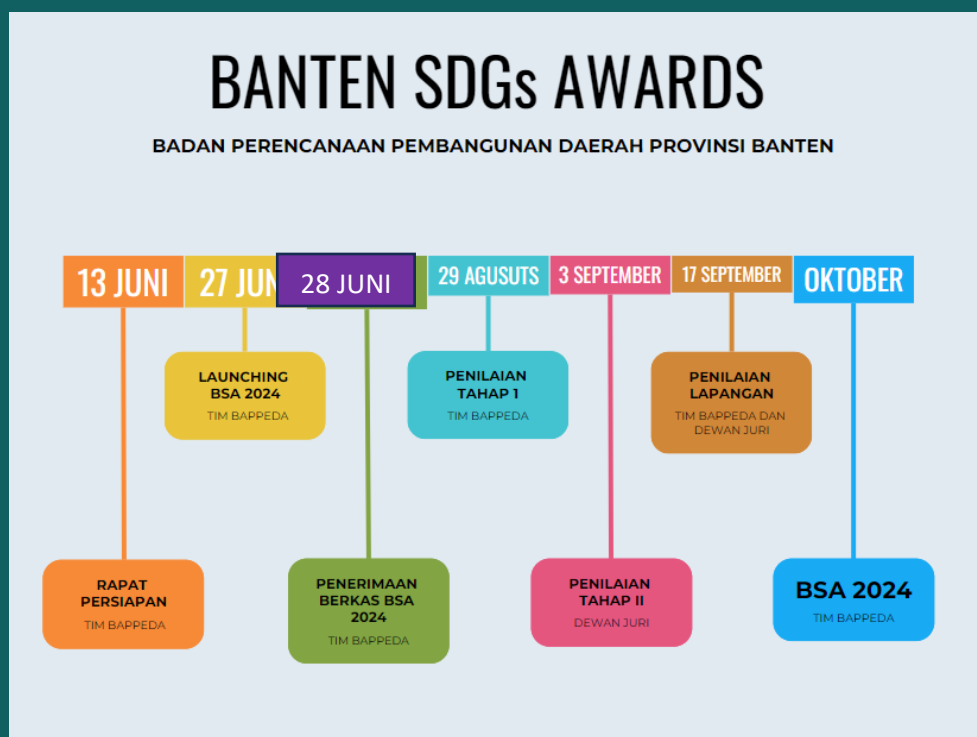 BANTEN SDGs AWARDS
BADAN PERENCANAAN PEMBANGUNAN DAERAH PROVINSI BANTEN
13 JUNI
27 JUN
28 JUNI
29 AGUSUTS
3 SEPTEMBER
17 SEPTEMBER
OKTOBER
LAUNCHING
BSA 2024
TIM BAPPEDA
PENILAIAN
TAHAP 1
TIM BAPPEDA
PENILAIAN
LAPANGAN
TIM BAPPEDA DAN
DEWAN JURI
RAPAT
PERSIAPAN
TIM BAPPEDA
PENERIMAAN
BERKAS BSA
2024
TIM BAPPEDA
PENILAIAN
TAHAP II
DEWAN JURI
BSA 2024
TIM BAPPEDA